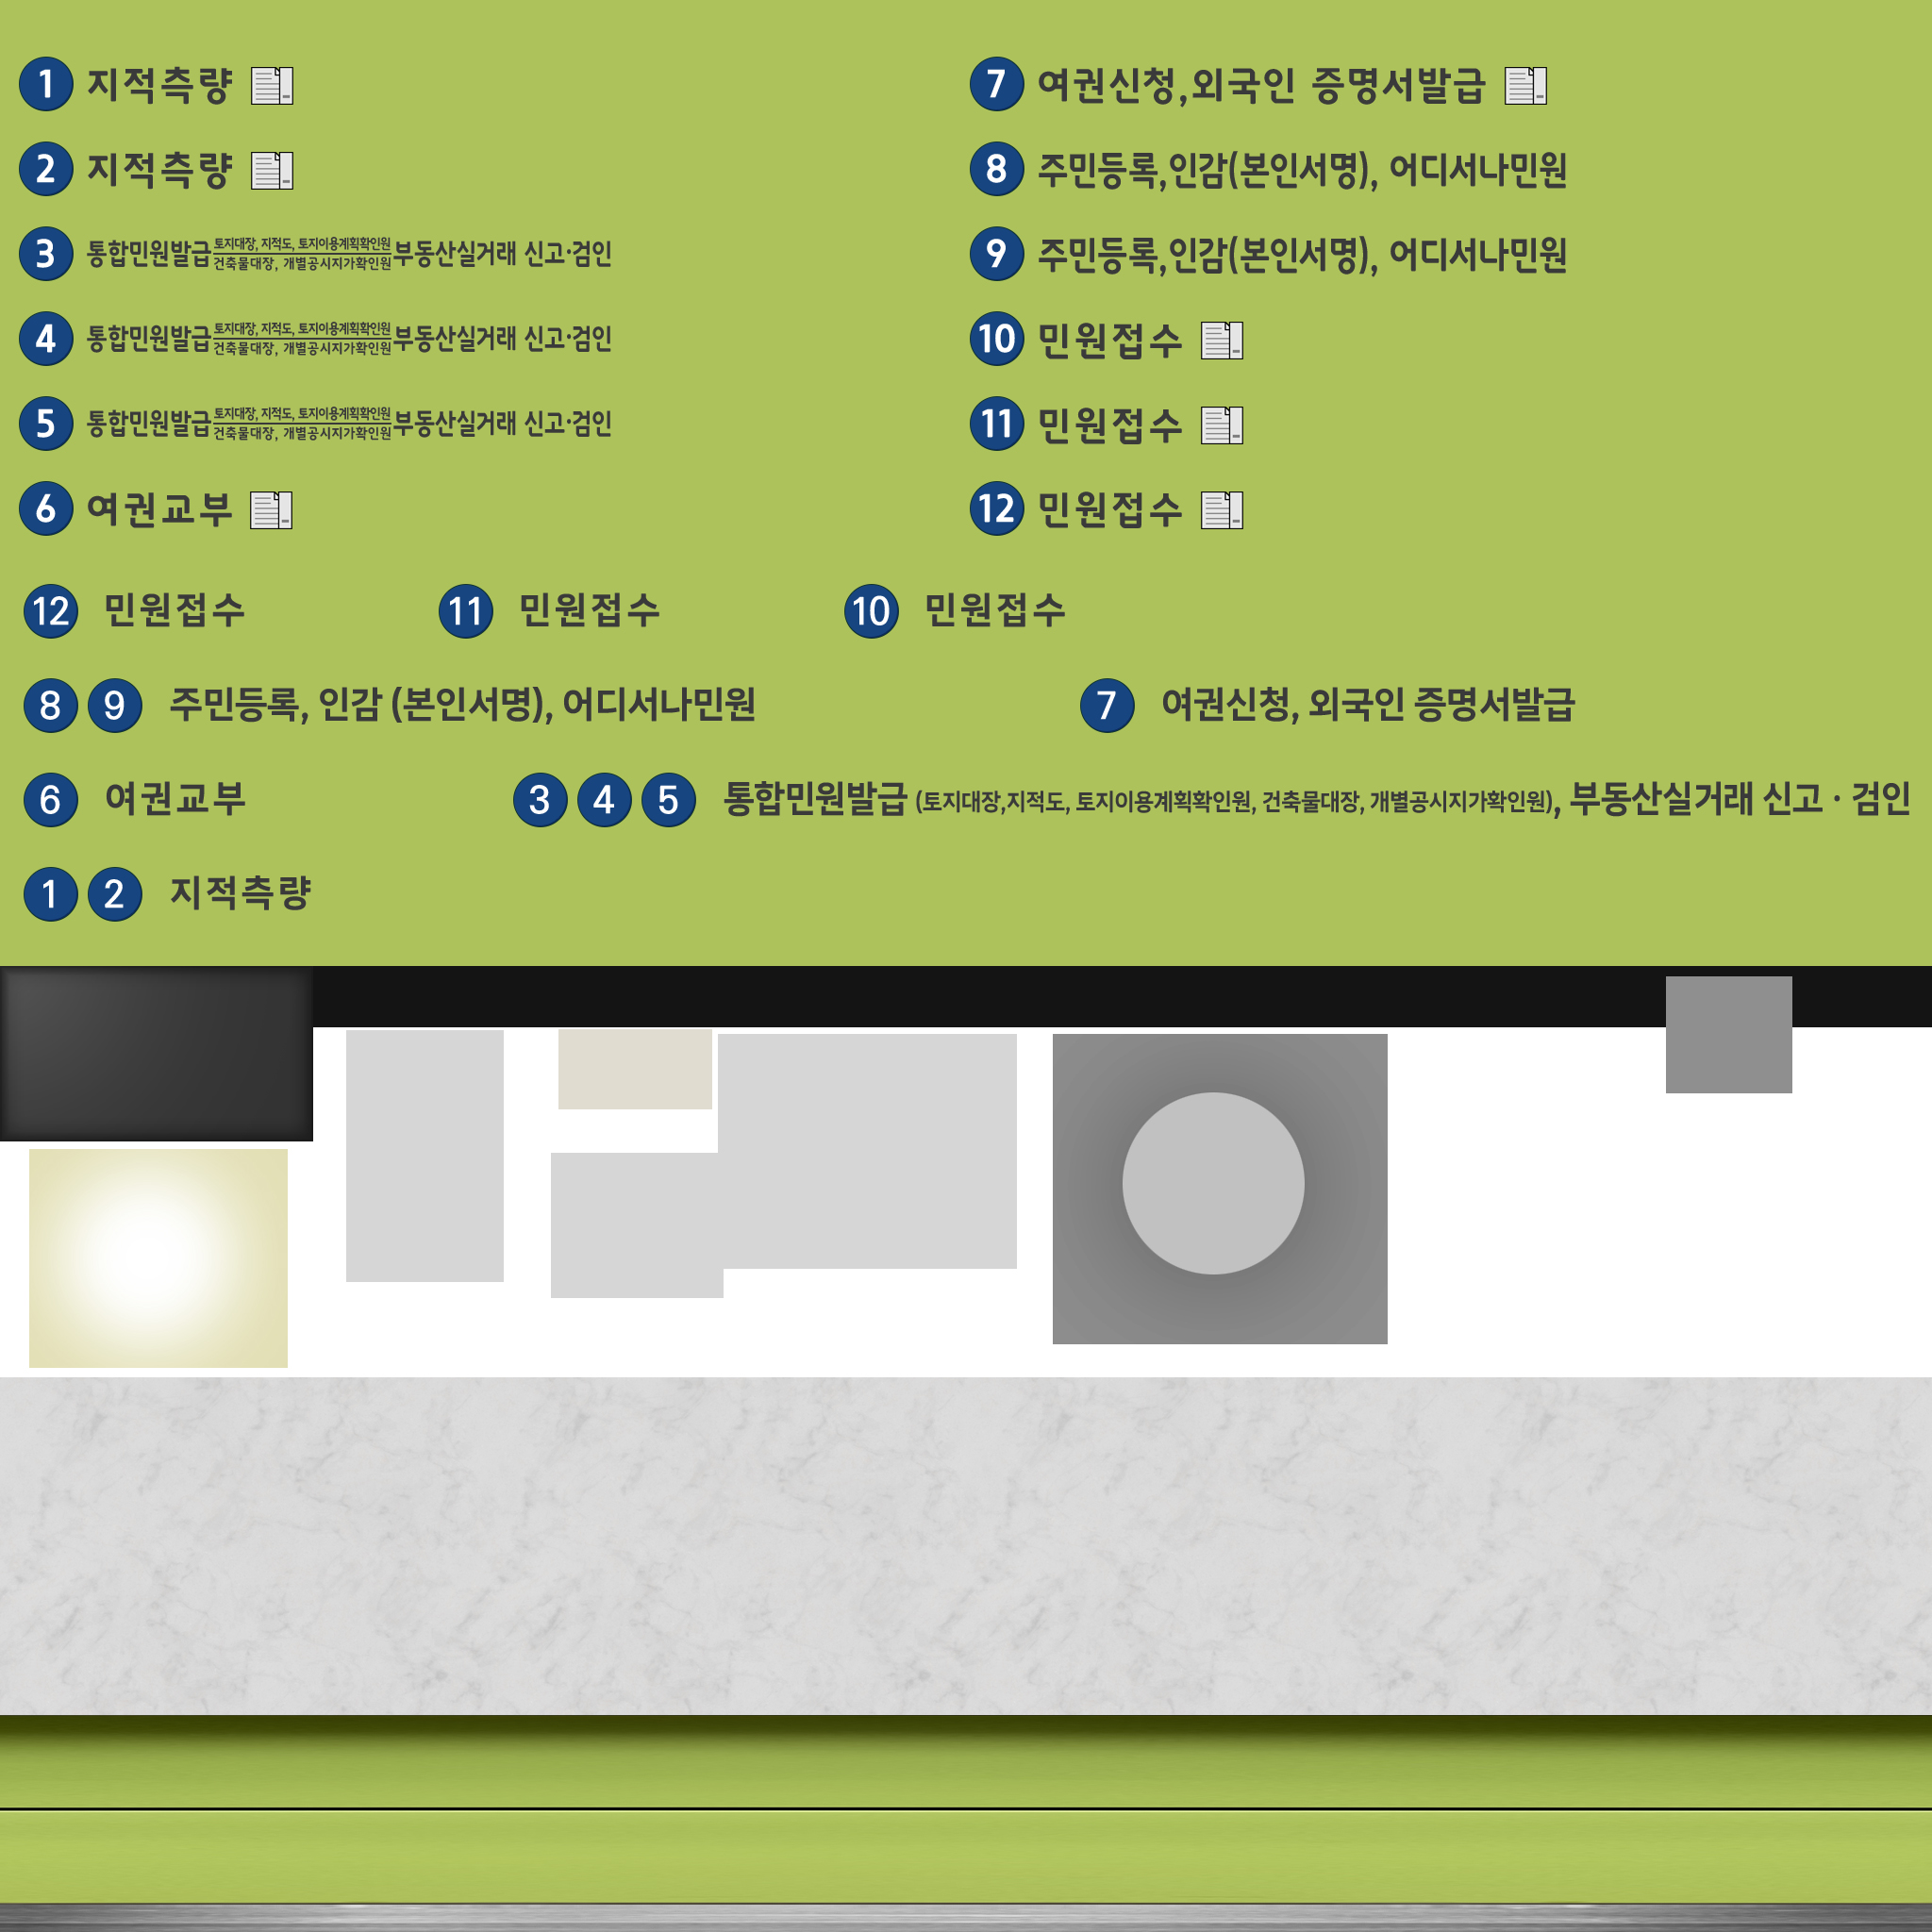 1 지적측량
2 지적측량
3 통합민원발급 토지대장, 지적도, 토지이용계획확인원 건축물대장, 개별공시지가확인원 부동산실거래 신고·검인
4 통합민원발급 토지대장, 지적도, 토지이용계획확인원 건축물대장, 개별공시지가확인원 부동산실거래 신고·검인
5 통합민원발급 토지대장, 지적도, 토지이용계획확인원 건축물대장, 개별공시지가확인원 부동산실거래 신고·검인
6 여권교부
7 여권신청,외국인 증명서발급
8 주민등록,인감(본인서명), 어디서나민원
9 주민등록,인감(본인서명), 어디서나민원
10 민원접수
11 민원접수
12 민원접수
12 민원접수 11 민원접수 10 민원접수
8 9 주민등록, 인감 (본인서명), 어디서나민원 7 여권신청, 외국인 증명서발급
6 여권교부 3 4 5 통합민원발급 (토지대장,지적도, 토지이용계획확인원, 건축물대장, 개별공시지가확인원), 부동산실거래 신고 · 검인
1 2 지적측량